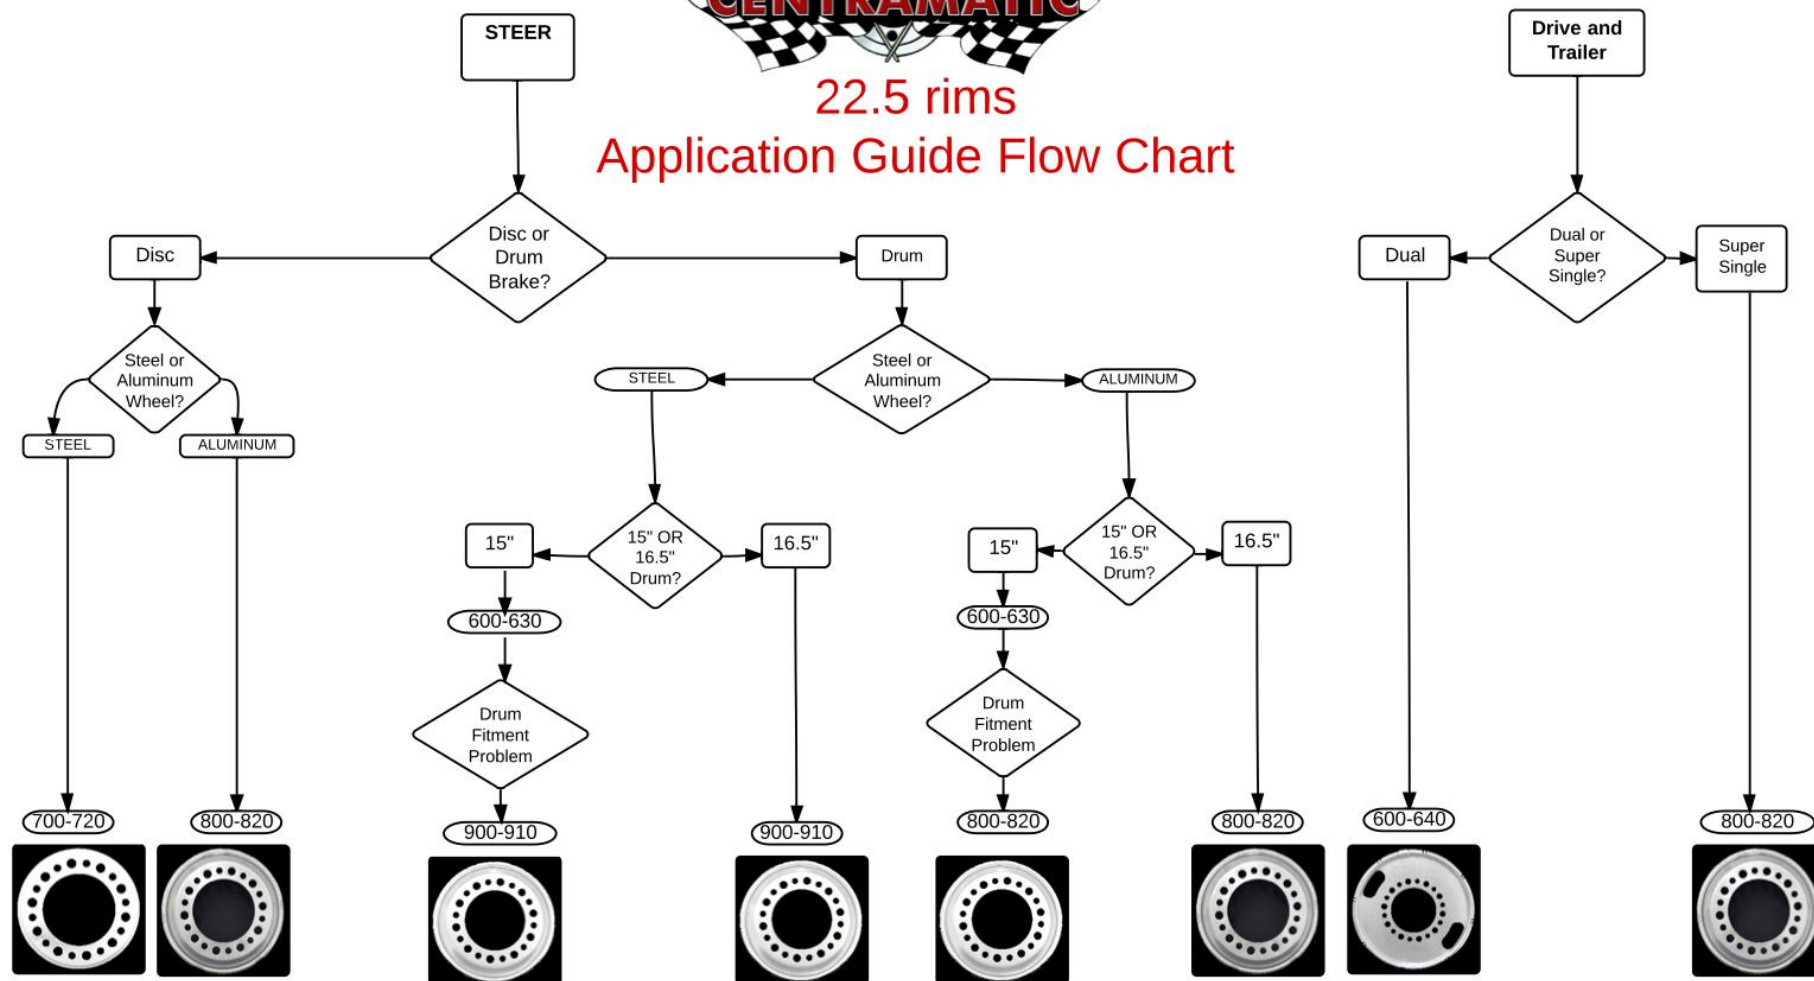 CENTRAMATIC
22.5 rims
Application Guide Flow Chart
STEER
Disc or
Drum
Brake?
Disc
Drum
Steel or
Aluminum
Wheel?
STEEL
ALUMINUM
700-720
800-820
Steel or
Aluminum
Wheel?
STEEL
ALUMINUM
15" OR
16.5"
Drum?
15"
16.5"
600-630
Drum
Fitment
Problem
900-910
900-910
15" OR
16.5"
Drum?
15"
16.5"
600-630
Drum
Fitment
Problem
800-820
800-820
Drive and
Trailer
Dual or
Super
Single?
Dual
Super
Single
600-640
800-820